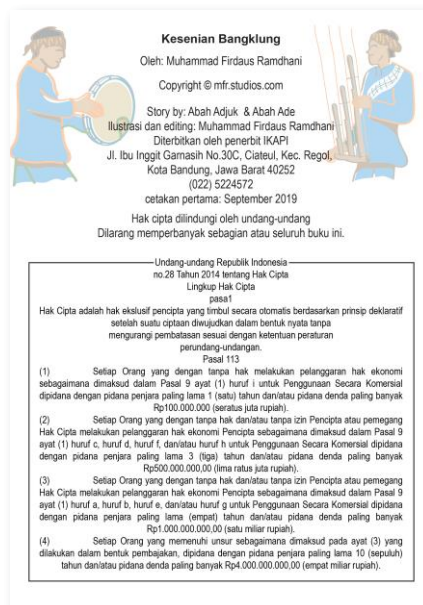 Kesenian Bangklung
Oleh: Muhammad Firdaus Ramdhani
Copyright © mfr.studios.com
Story by: Abah Adjuk & Abah Ade
Ilustrasi dan editing: Muhammad Firdaus Ramdhani
Diterbitkan oleh penerbit IKAPI
Jl. Ibu Inggit Garnasih No.30C, Ciateul, Kec. Regol,
Kota Bandung, Jawa Barat 40252
(022) 5224572
cetakan pertama: September 2019
Hak cipta dilindungi oleh undang-undang
Dilarang memperbanyak sebagian atau seluruh buku ini.
Undang-undang Republik Indonesia
no.28 Tahun 2014 tentang Hak Cipta
Lingkup Hak Cipta
pasa1
Hak Cipta adalah hak ekslusif pencipta yang timbul secara otomatis berdasarkan prinsip deklaratif
setelah suatu ciptaan diwujudkan dalam bentuk nyata tanpa
mengurangi pembatasan sesuai dengan ketentuan peraturan
perundang-undangan.
Pasal 113
(1) Setiap Orang yang dengan tanpa hak melakukan pelanggaran hak ekonomi
sebagaimana dimaksud dalam Pasal 9 ayat (1) huruf i untuk Penggunaan Secara Komersial
dipidana dengan pidana penjara paling lama 1 (satu) tahun dan/atau pidana denda paling banyak
Rp100.000.000 (seratus juta rupiah).
(2) Setiap Orang yang dengan tanpa hak dan/atau tanpa izin Pencipta atau pemegang
Hak Cipta melakukan pelanggaran hak ekonomi Pencipta sebagaimana dimaksud dalam Pasal 9
ayat (1) huruf c, huruf d, huruf f, dan/atau huruf h untuk Penggunaan Secara Komersial dipidana
dengan pidana penjara paling lama 3 (tiga) tahun dan/atau pidana denda paling banyak
Rp500.000.000,00 (lima ratus juta rupiah).
(3) Setiap Orang yang dengan tanpa hak dan/atau tanpa izin Pencipta atau pemegang
Hak Cipta melakukan pelanggaran hak ekonomi Pencipta sebagaimana dimaksud dalam Pasal 9
ayat (1) huruf a, huruf b, huruf e, dan/atau huruf g untuk Penggunaan Secara Komersial dipidana
dengan pidana penjara paling lama (empat) tahun dan/atau pidana denda paling banyak
Rp1.000.000.000,00 (satu miliar rupiah).
(4) Setiap Orang yang memenuhi unsur sebagaimana dimaksud pada ayat (3) yang
dilakukan dalam bentuk pembajakan, dipidana dengan pidana penjara paling lama 10 (sepuluh)
tahun dan/atau pidana denda paling banyak Rp4.000.000.000,00 (empat miliar rupiah).